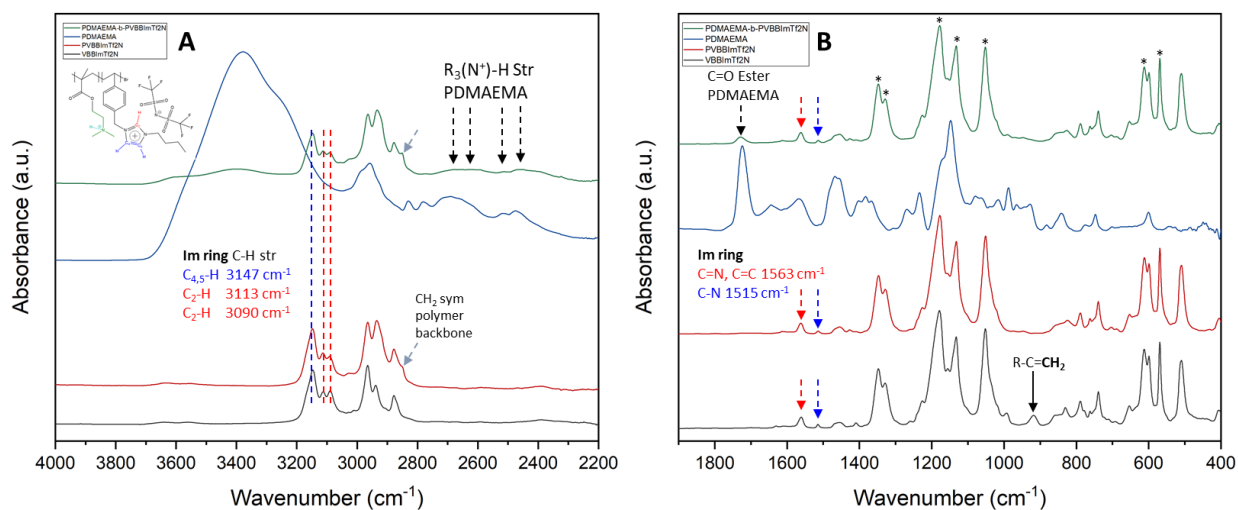 PDMAEMA-b-PVBBImTf2N
PDMAEMA
PVBBImTf2N
VBBImTf2N
A
R3(N+)-H Str
PDMAEMA
Im ring C-H str
C4,5-H 3147 cm-1
C2-H 3113 cm-1
C2-H 3090 cm-1
CH2 sym
polymer
backbone
Absorbance (a.u.)
4000 3800 3600 3400 3200 3000 2800 2600 2400 2200
Wavenumber (cm-1)
PDMAEMA-b-PVBBImTf2N
PDMAEMA
PVBBImTf2N
VBBImTf2N
B
* * * * * * *
C=O Ester
PDMAEMA
Im ring
C=N, C=C 1563 cm-1
C-N 1515 cm-1
R-C=CH2
Absorbance (a.u.)
1800 1600 1400 1200 1000 800 600 400
Wavenumber (cm-1)